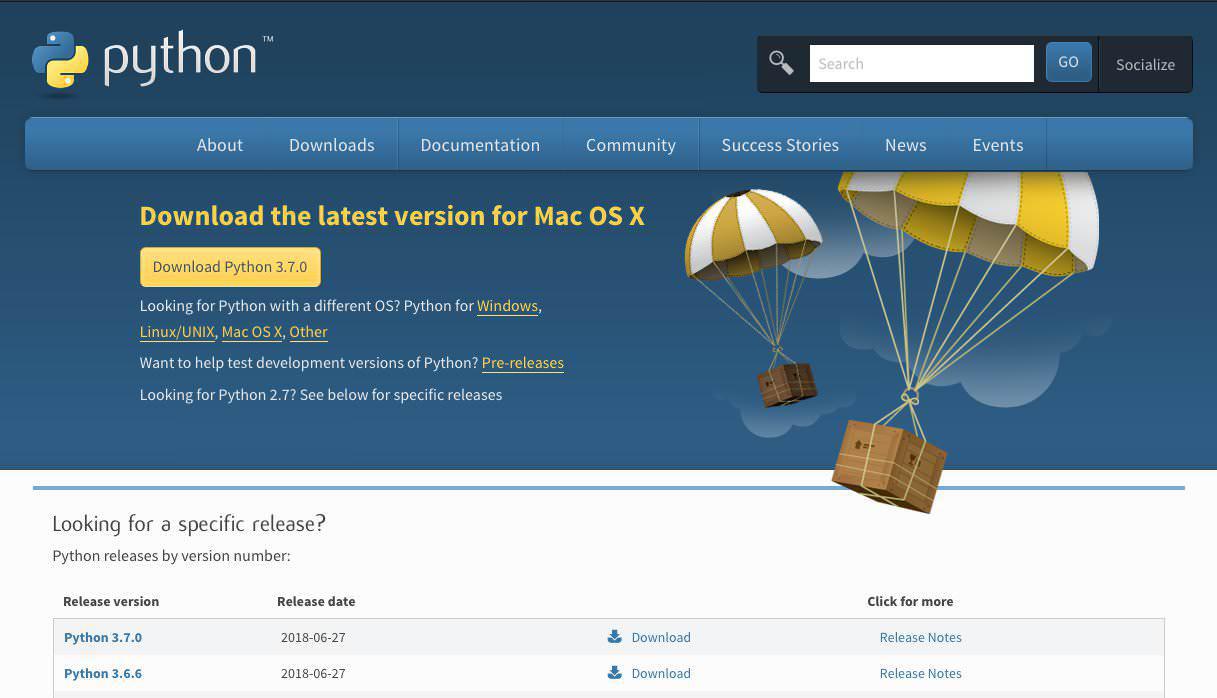 python™
Search
GO
Socialize
About Downloads Documentation Community Success Stories News Events
Download the latest version for Mac OS X
Download Python 3.7.0
Looking for Python with a different OS? Python for Windows,
Linux/UNIX, Mac OS X, Other
Want to help test development versions of Python? Pre-releases
Looking for Python 2.7? See below for specific releases
Looking for a specific release?
Python releases by version number:
Release version Release date Click for more
Python 3.7.0 2018-06-27 Download Release Notes
Python 3.6.6 2018-06-27 Download Release Notes